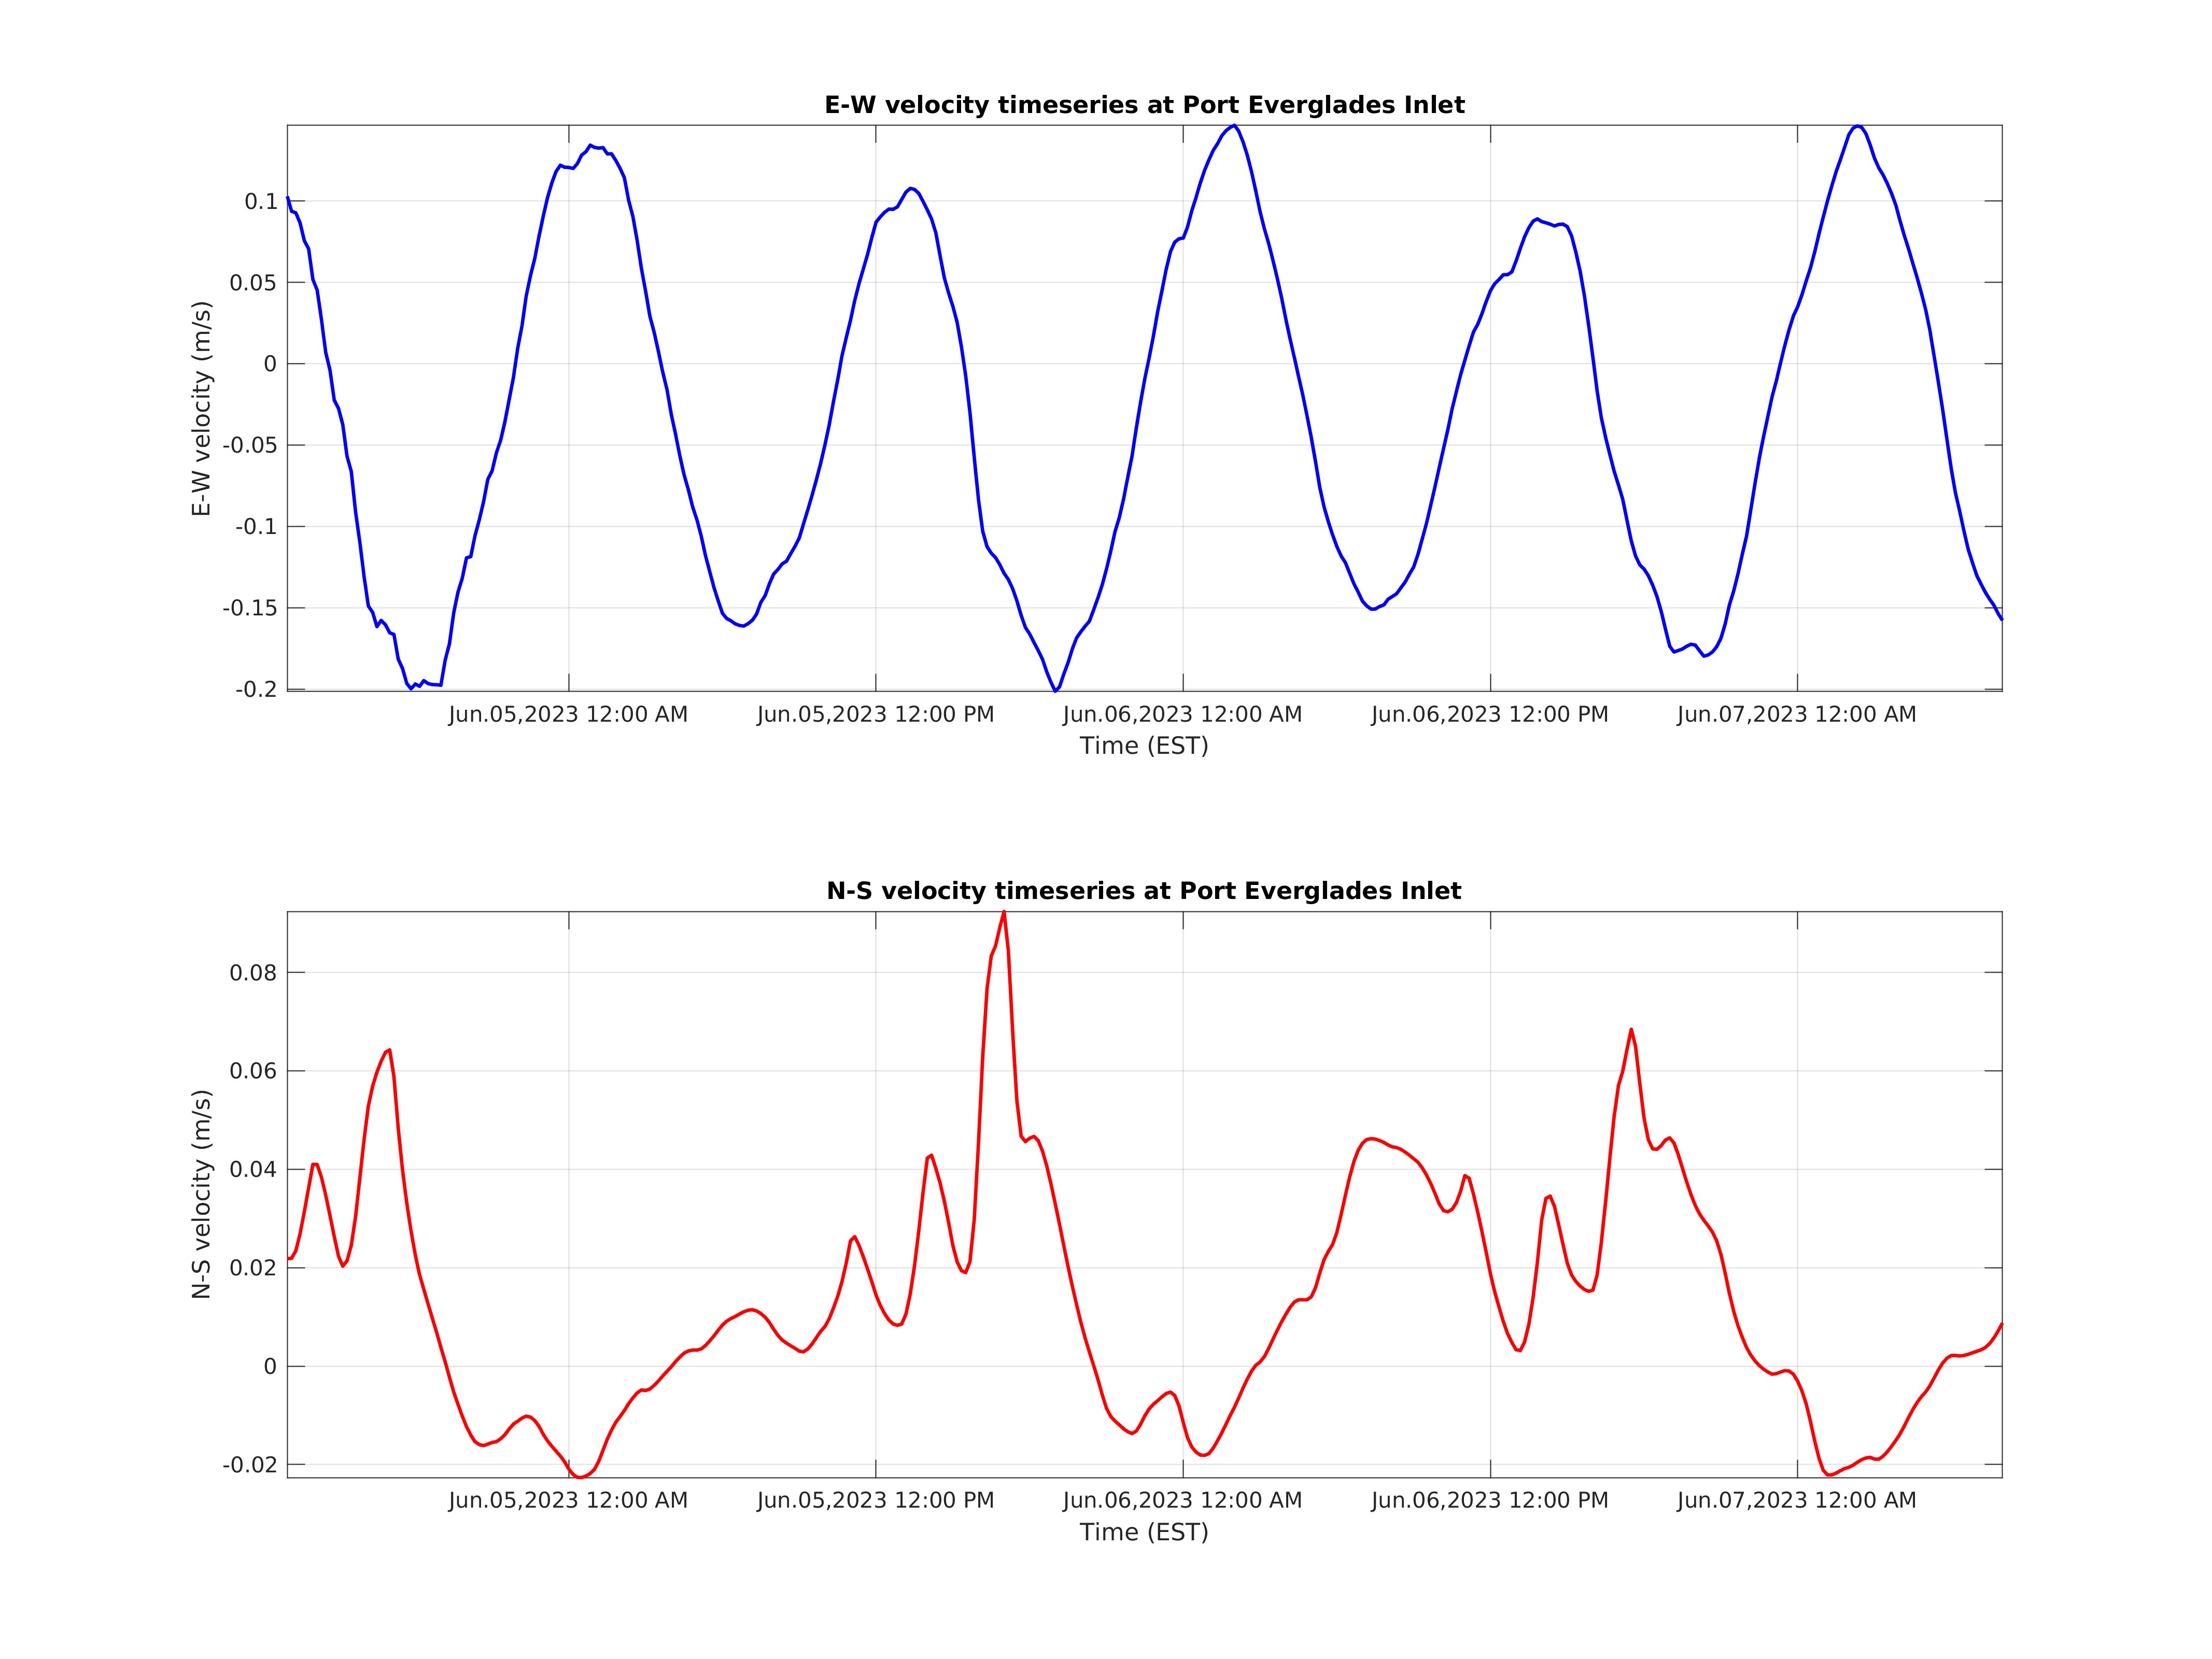 E-W velocity timeseries at Port Everglades Inlet
E-W velocity (m/s)
0.1
0.05
0
-0.05
-0.1
-0.15
-0.2
Jun.05,2023 12:00 AM
Jun.05,2023 12:00 PM
Jun.06,2023 12:00 AM
Jun.06,2023 12:00 PM
Jun.07,2023 12:00 AM
Time (EST)
N-S velocity timeseries at Port Everglades Inlet
N-S velocity (m/s)
0.08
0.06
0.04
0.02
0
-0.02
Jun.05,2023 12:00 AM
Jun.05,2023 12:00 PM
Jun.06,2023 12:00 AM
Jun.06,2023 12:00 PM
Jun.07,2023 12:00 AM
Time (EST)